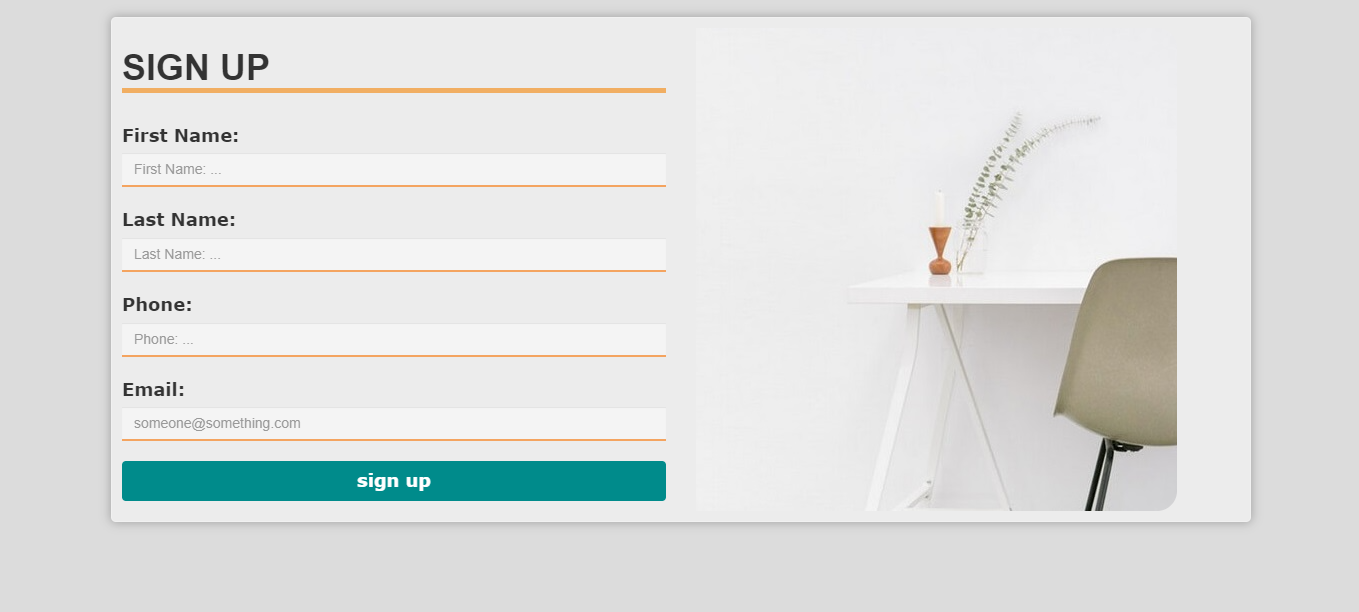 SIGN UP
First Name:
First Name: ...
Last Name:
Last Name: ...
Phone:
Phone: ...
Email:
someone@something.com
sign up